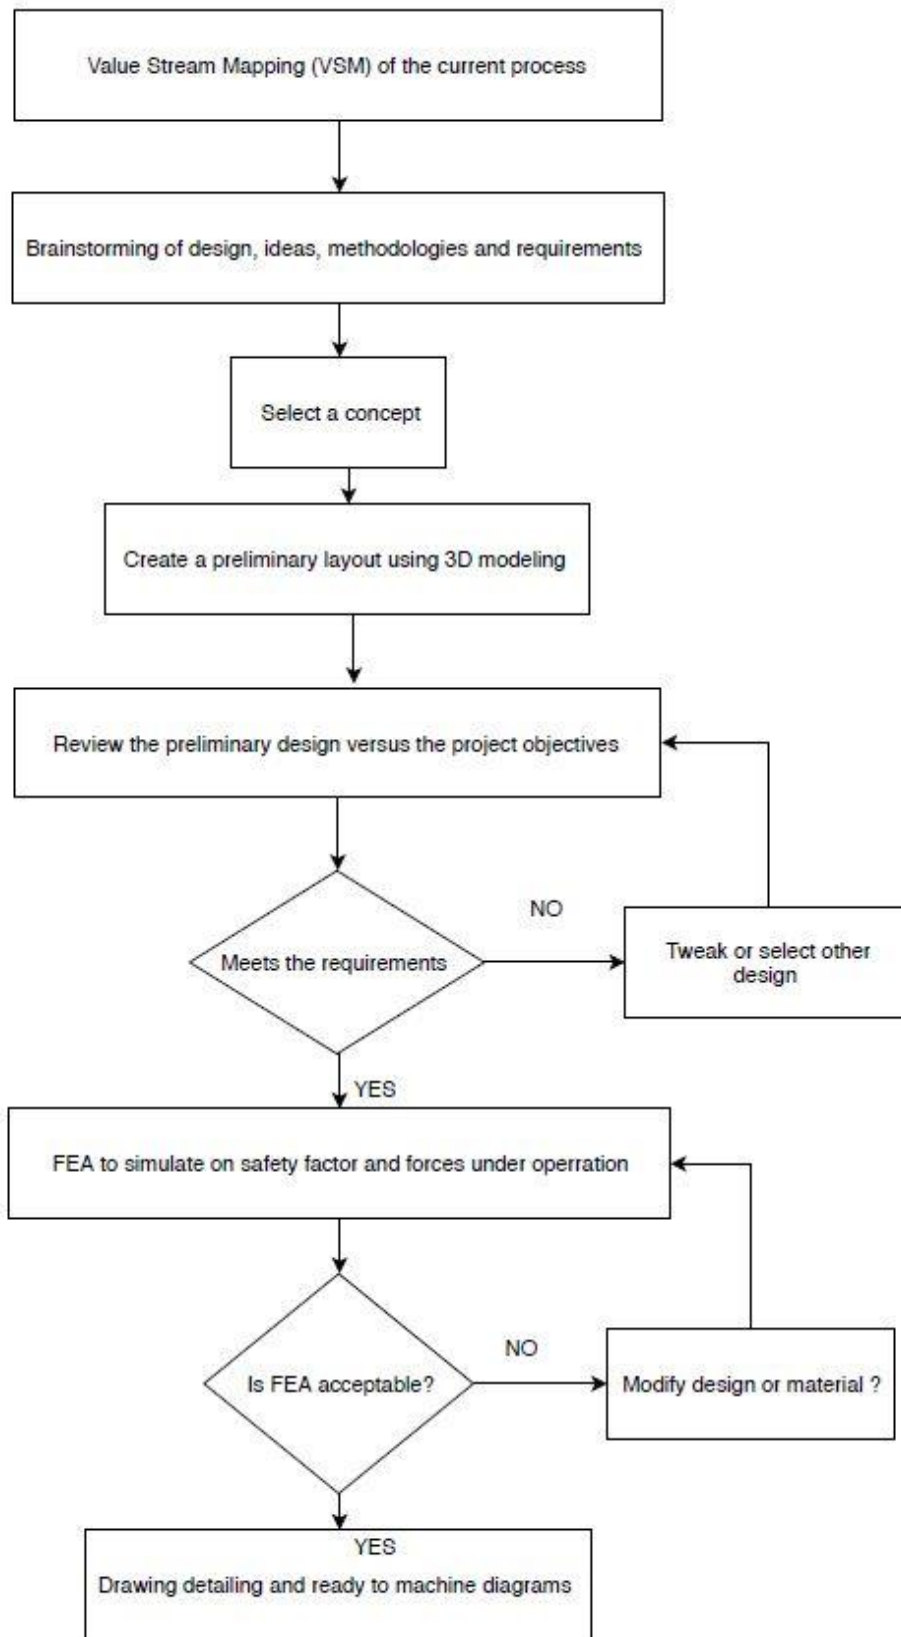 Value Stream Mapping (VSM) of the current process
Brainstorming of design, ideas, methodologies and requirements
Select a concept
Create a preliminary layout using 3D modeling
Review the preliminary design versus the project objectives
NO
Meets the requirements
Tweak or select other
design
YES
FEA to simulate on safety factor and forces under operration
NO
Is FEA acceptable?
Modify design or material ?
YES
Drawing detailing and ready to machine diagrams